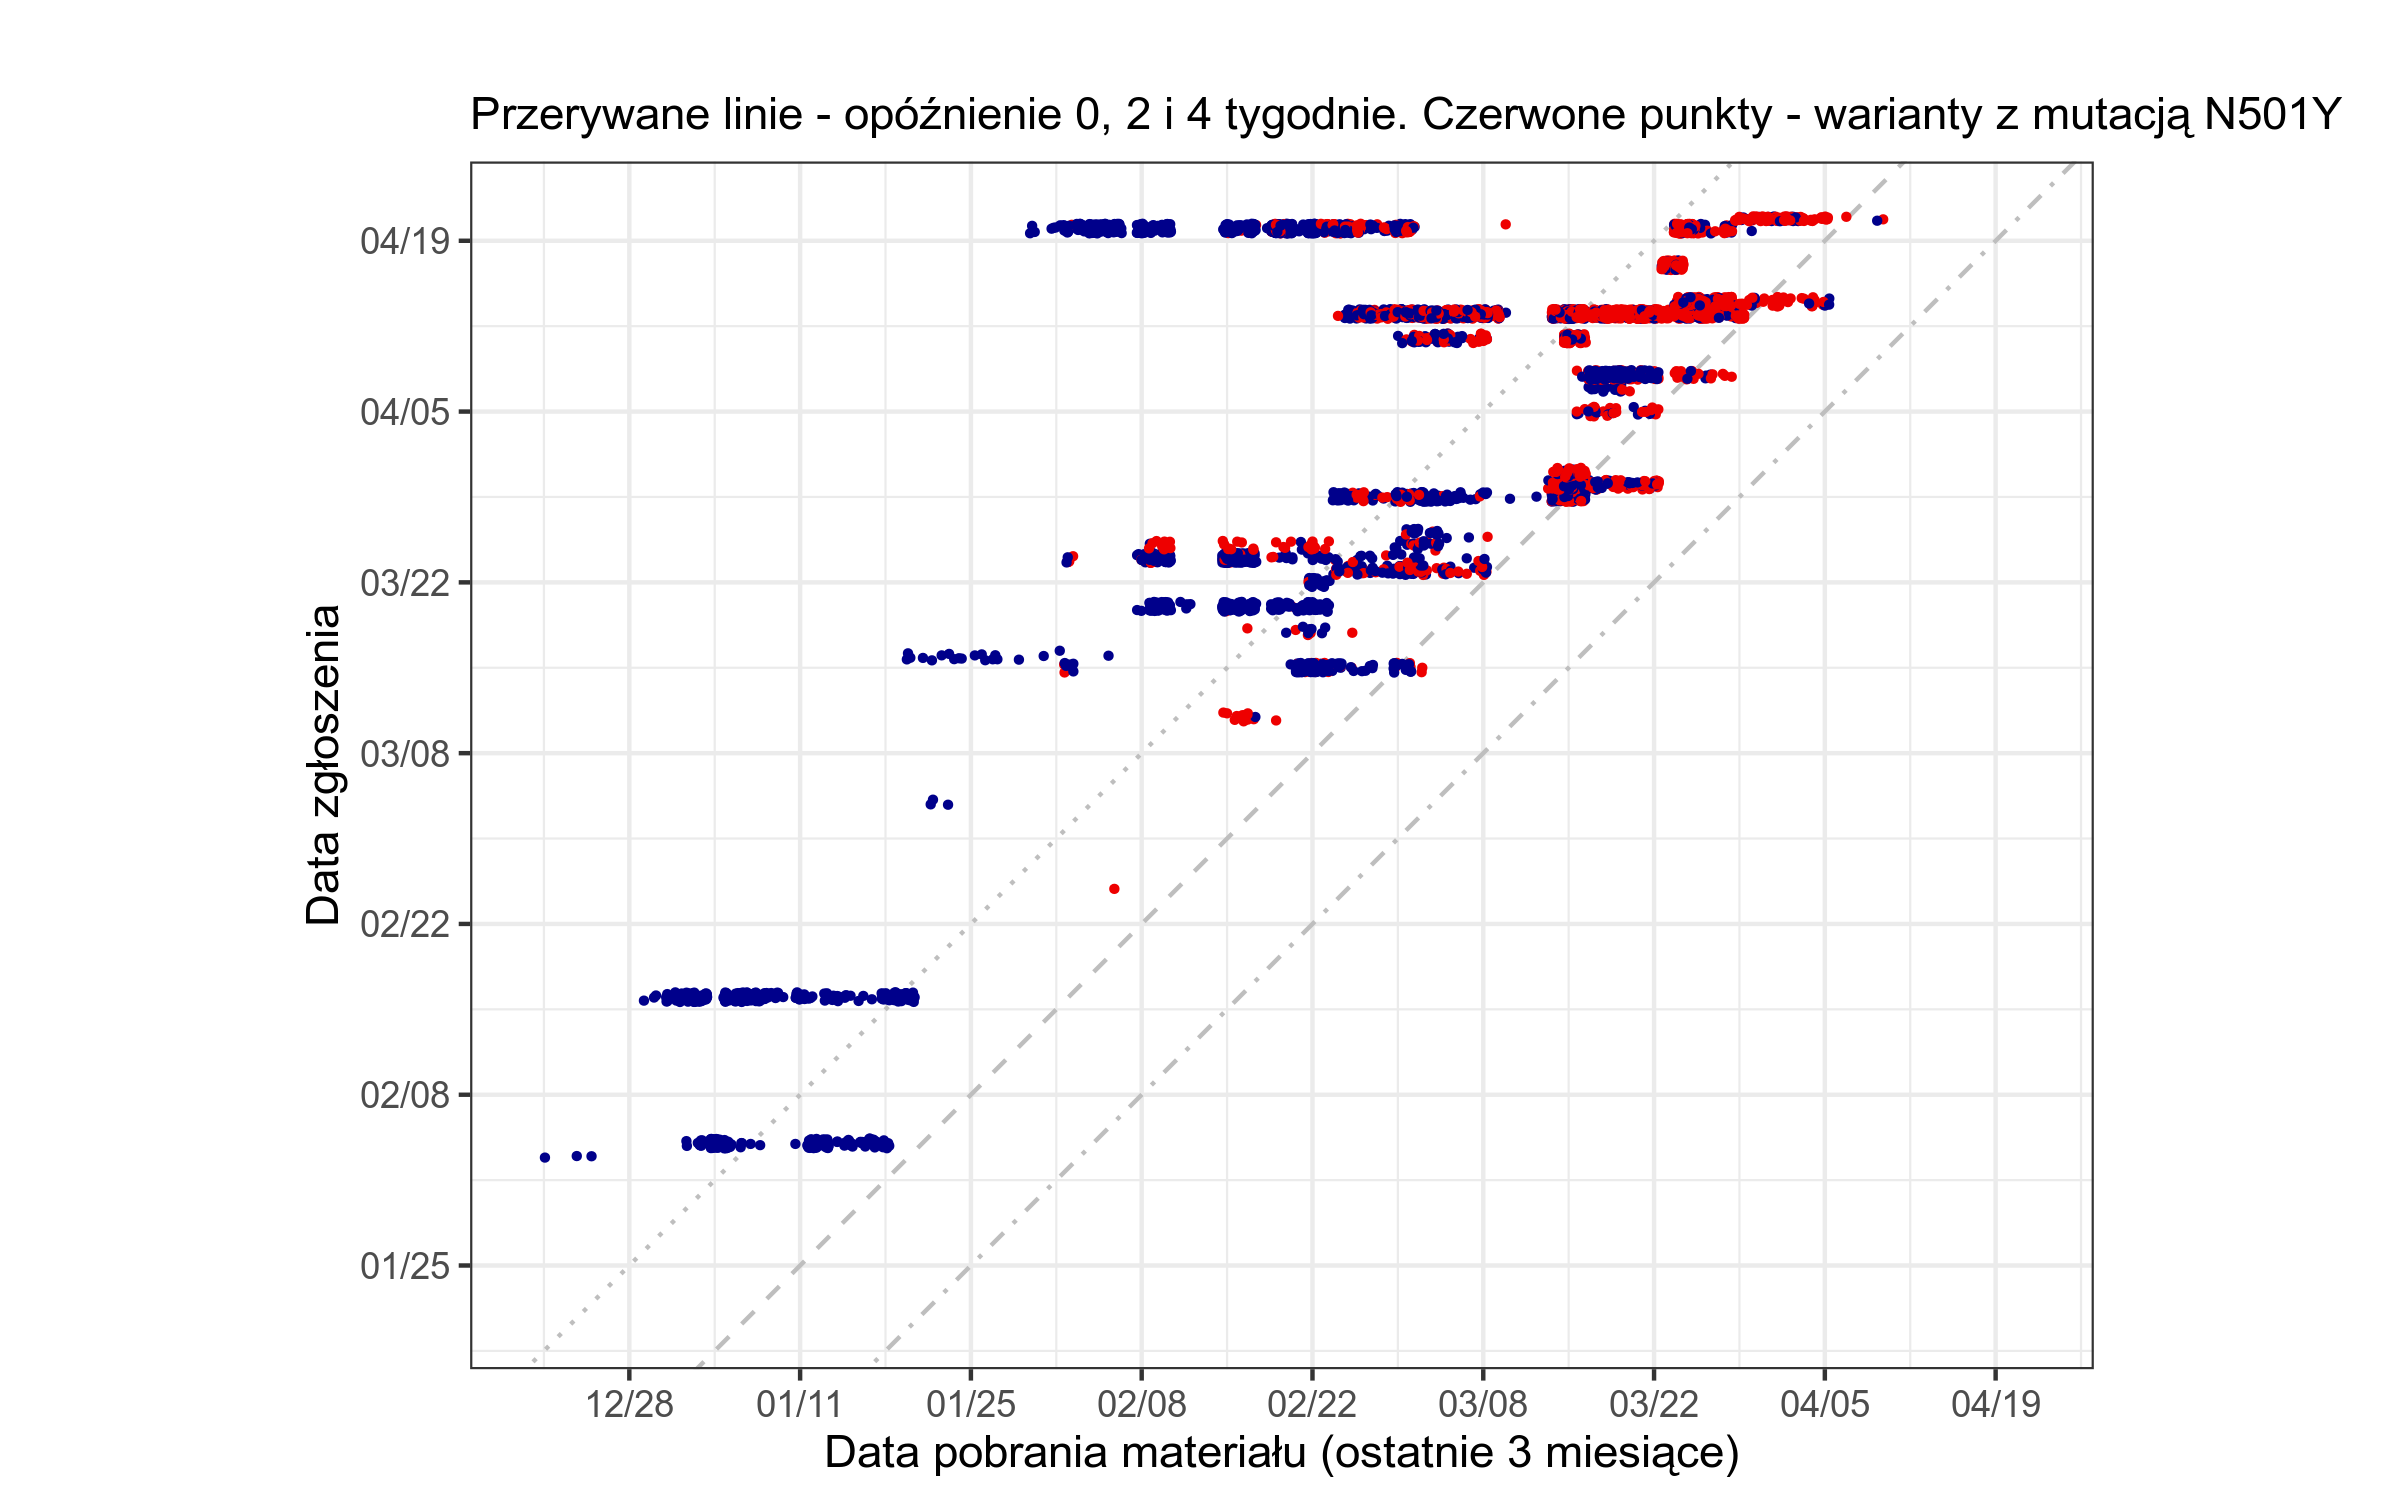 Przerywane linie - opóźnienie 0, 2 i 4 tygodnie. Czerwone punkty - warianty z mutacją N501Y
Data zgłoszenia
04/19
04/05
03/22
03/08
02/22
02/08
01/25
12/28 01/11 01/25 02/08 02/22 03/08 03/22 04/05 04/19
Data pobrania materiału (ostatnie 3 miesiące)